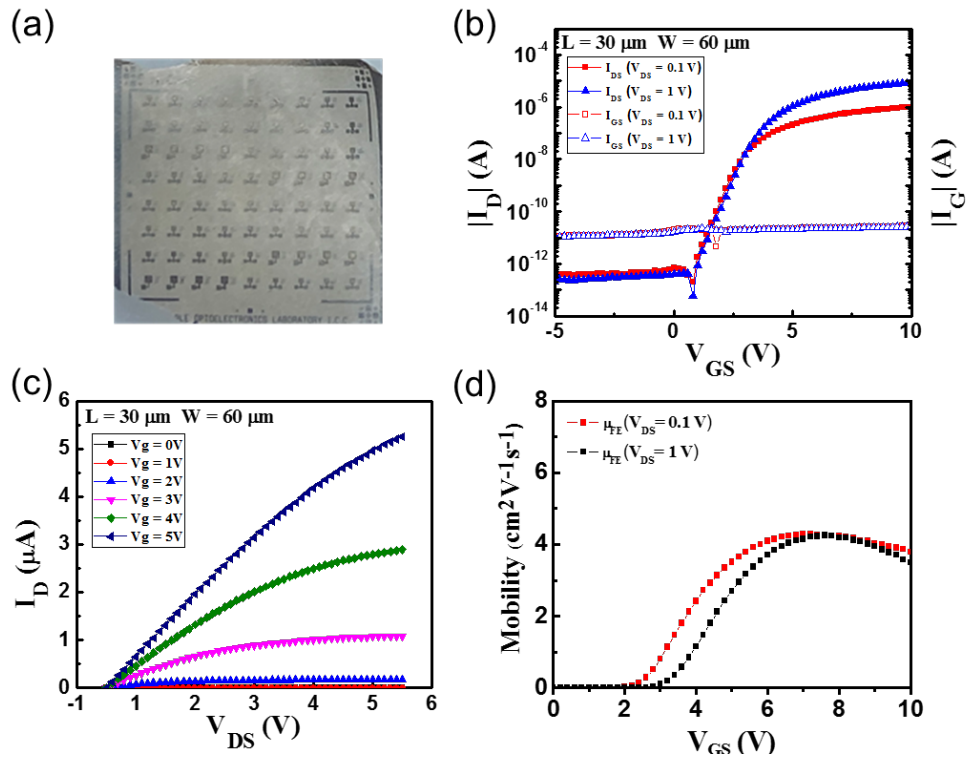 (a)
OPTOELECTRONICS LABORATORY
(b)
L = 30 μm W = 60 μm
I_DS (V_DS = 0.1 V)
I_DS (V_DS = 1 V)
I_GS (V_DS = 0.1 V)
I_GS (V_DS = 1 V)
|I_D| (A)
10^-4
10^-6
10^-8
10^-10
10^-12
10^-14
|I_G| (A)
-5 0 5 10
V_GS (V)
(c)
L = 30 μm W = 60 μm
Vg = 0V
Vg = 1V
Vg = 2V
Vg = 3V
Vg = 4V
Vg = 5V
I_D (μA)
6
5
4
3
2
1
0
-1 0 1 2 3 4 5 6
V_DS (V)
(d)
μ_FE(V_DS= 0.1 V)
μ_FE(V_DS= 1 V)
Mobility (cm² V⁻¹s⁻¹)
8
6
4
2
0
0 2 4 6 8 10
V_GS (V)